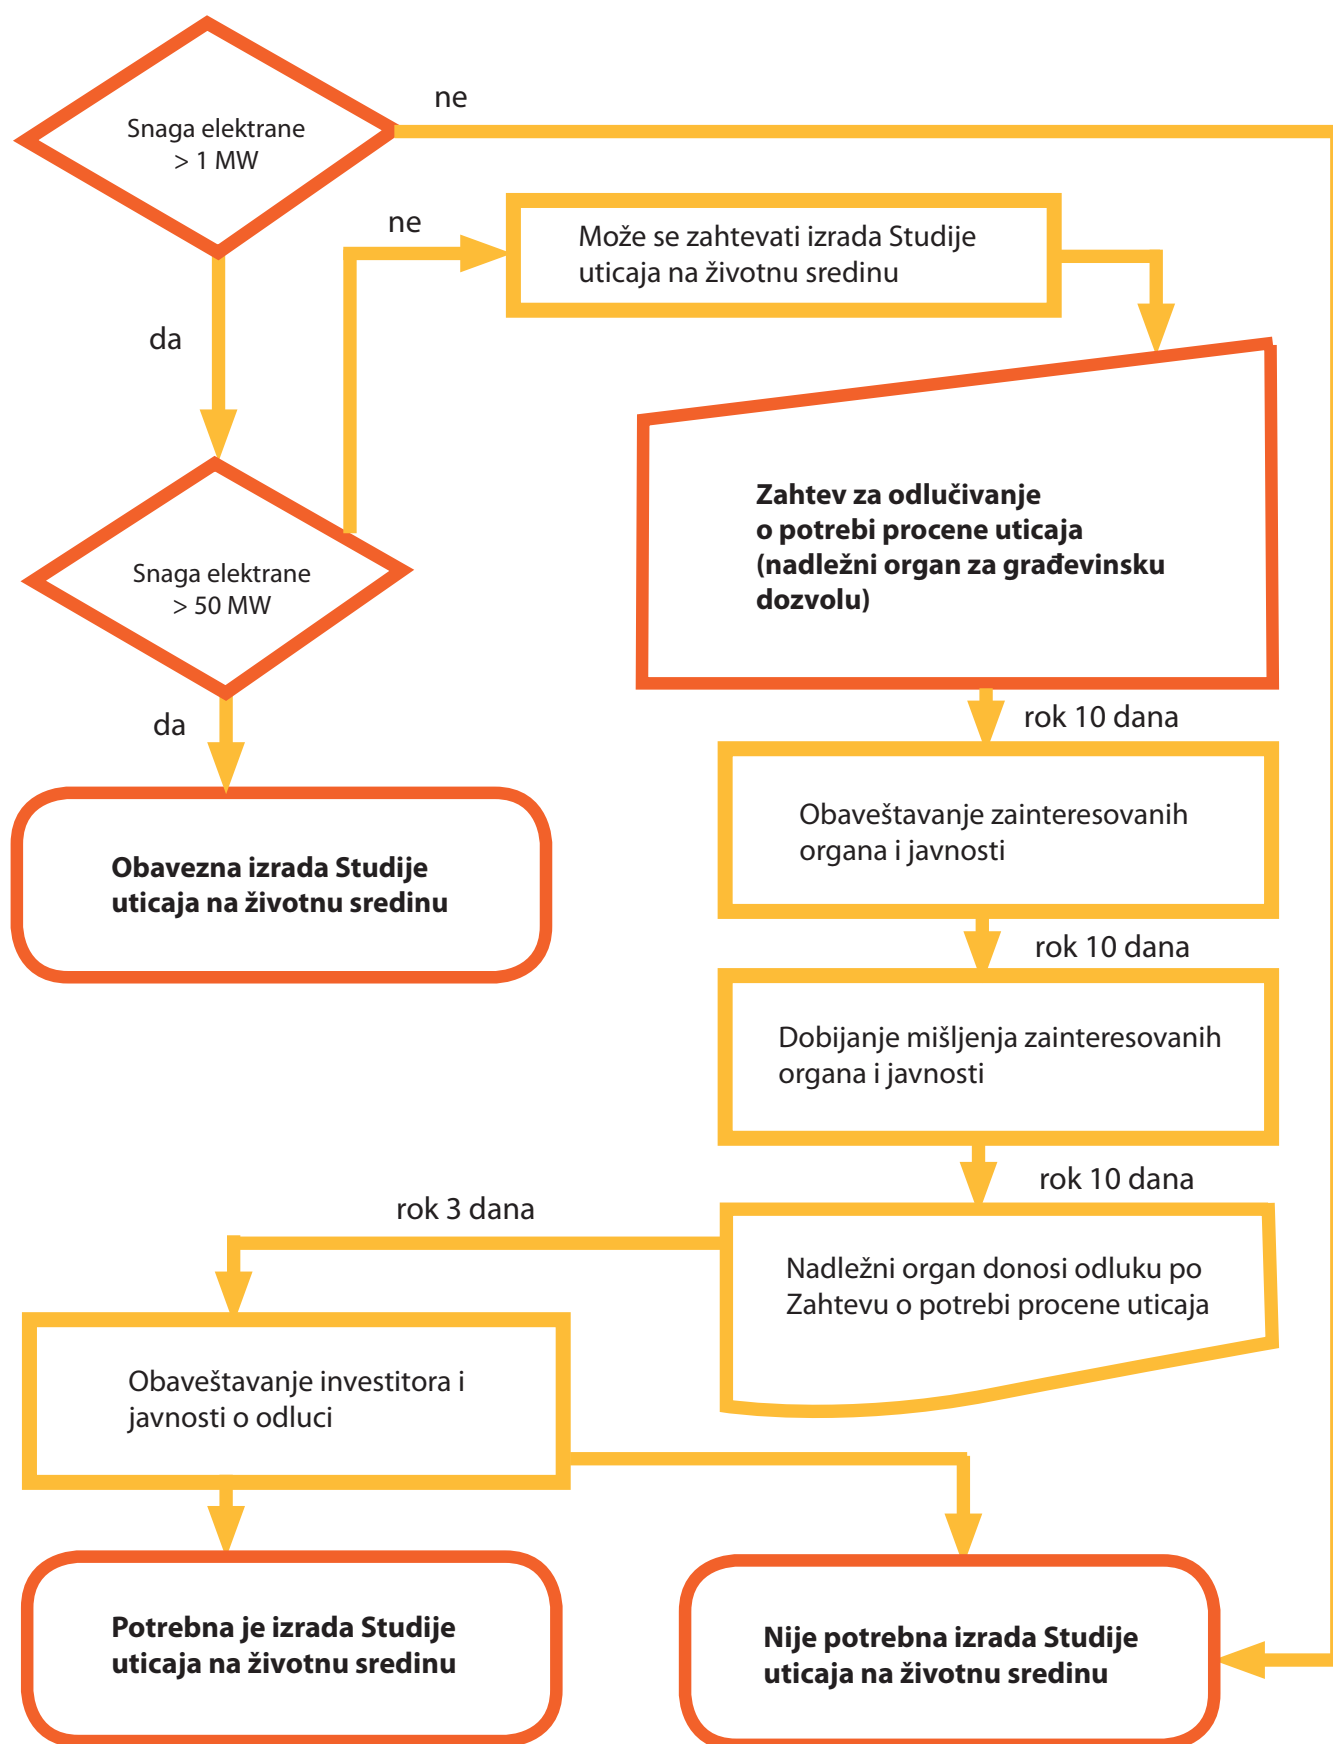 ne
Snaga elektrane
> 1 MW
ne
Može se zahtevati izrada Studije
uticaja na životnu sredinu
da
Zahtev za odlučivanje
o potrebi procene uticaja
(nadležni organ za građevinsku
dozvolu)
Snaga elektrane
> 50 MW
da
rok 10 dana
Obaveštavanje zainteresovanih
organa i javnosti
Obavezna izrada Studije
uticaja na životnu sredinu
rok 10 dana
Dobijanje mišljenja zainteresovanih
organa i javnosti
rok 10 dana
rok 3 dana
Nadležni organ donosi odluku po
Zahtevu o potrebi procene uticaja
Obaveštavanje investitora i
javnosti o odluci
Potrebna je izrada Studije
uticaja na životnu sredinu
Nije potrebna izrada Studije
uticaja na životnu sredinu